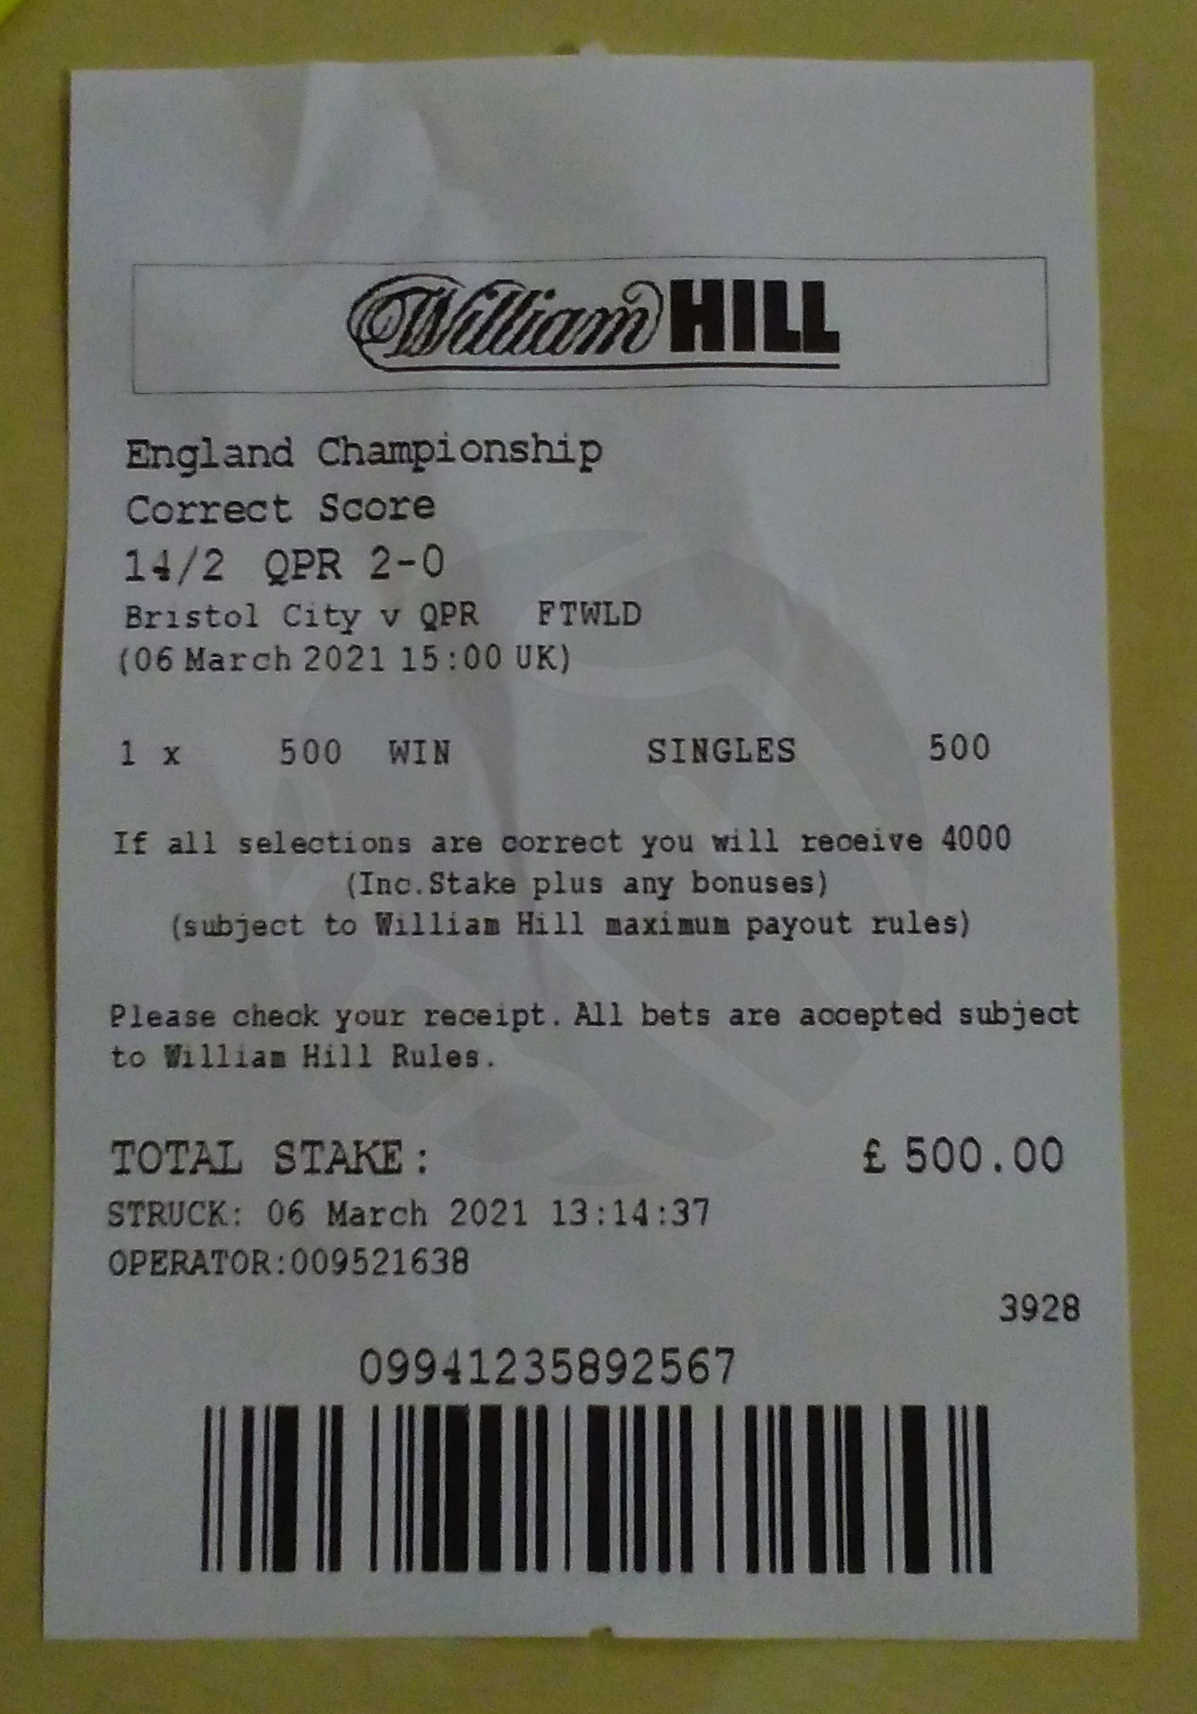 William HILL
England Championship
Correct Score
14/2 QPR 2-0
Bristol City v QPR FTWLD
(06 March 2021 15:00 UK)
1 x 500 WIN SINGLES 500
If all selections are correct you will receive 4000
(Inc.Stake plus any bonuses)
(subject to William Hill maximum payout rules)
Please check your receipt. All bets are accepted subject
to William Hill Rules.
TOTAL STAKE: £ 500.00
STRUCK: 06 March 2021 13:14:37
OPERATOR:009521638
3928
09941235892567